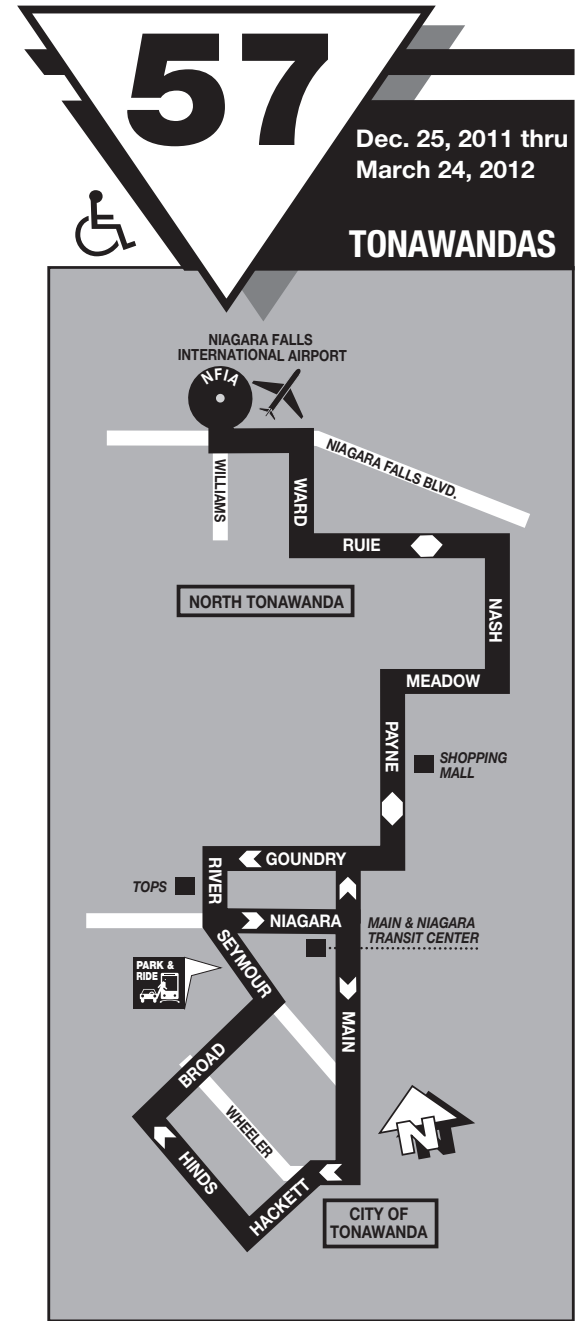 57
Dec. 25, 2011 thru
March 24, 2012
TONAWANDAS
NIAGARA FALLS
INTERNATIONAL AIRPORT
NFIA
NIAGARA FALLS BLVD.
WILLIAMS
WARD
RUIE
NORTH TONAWANDA
NASH
MEADOW
PAYNE
SHOPPING
MALL
GOUNDRY
RIVER
TOPS
NIAGARA
MAIN & NIAGARA
TRANSIT CENTER
SEYMOUR
PARK &
RIDE
MAIN
BROAD
WHEELER
N
HINDS
HACKETT
CITY OF
TONAWANDA